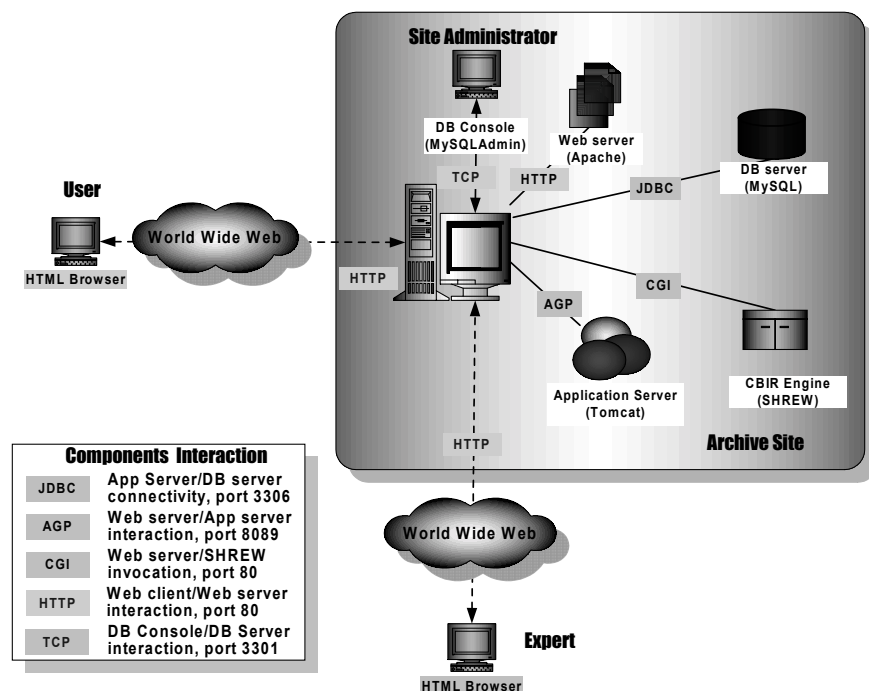 Site Administrator
DB Console
(MySQLAdmin)
Web server
(Apache)
DB server
(MySQL)
TCP
HTTP
JDBC
User
World Wide Web
HTML Browser
HTTP
CGI
AGP
Application Server
(Tomcat)
CBIR Engine
(SHREW)
HTTP
Archive Site
Components Interaction
JDBC App Server/DB server
connectivity, port 3306
AGP Web server/App server
interaction, port 8089
CGI Web server/SHREW
invocation, port 80
HTTP Web client/Web server
interaction, port 80
TCP DB Console/DB Server
interaction, port 3301
World Wide Web
Expert
HTML Browser